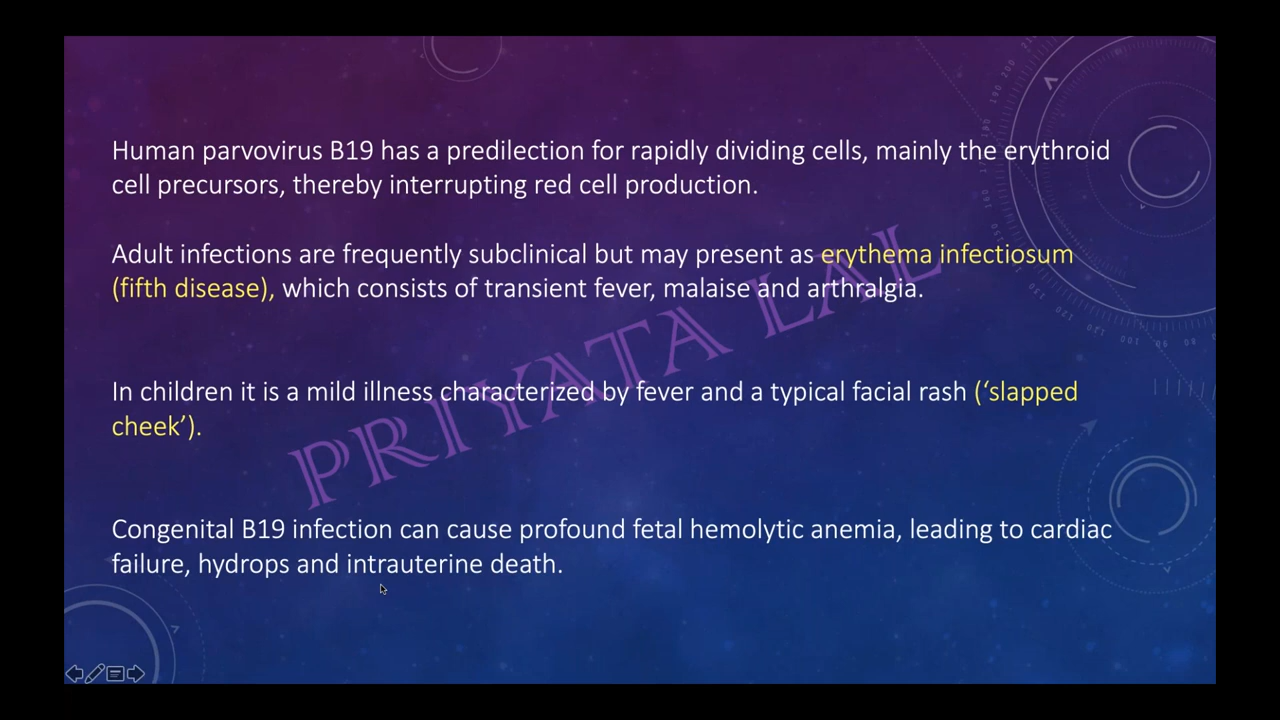 Human parvovirus B19 has a predilection for rapidly dividing cells, mainly the erythroid
cell precursors, thereby interrupting red cell production.
Adult infections are frequently subclinical but may present as erythema infectiosum
(fifth disease), which consists of transient fever, malaise and arthralgia.
In children it is a mild illness characterized by fever and a typical facial rash (‘slapped
cheek’).
Congenital B19 infection can cause profound fetal hemolytic anemia, leading to cardiac
failure, hydrops and intrauterine death.
PRIYATA LAL